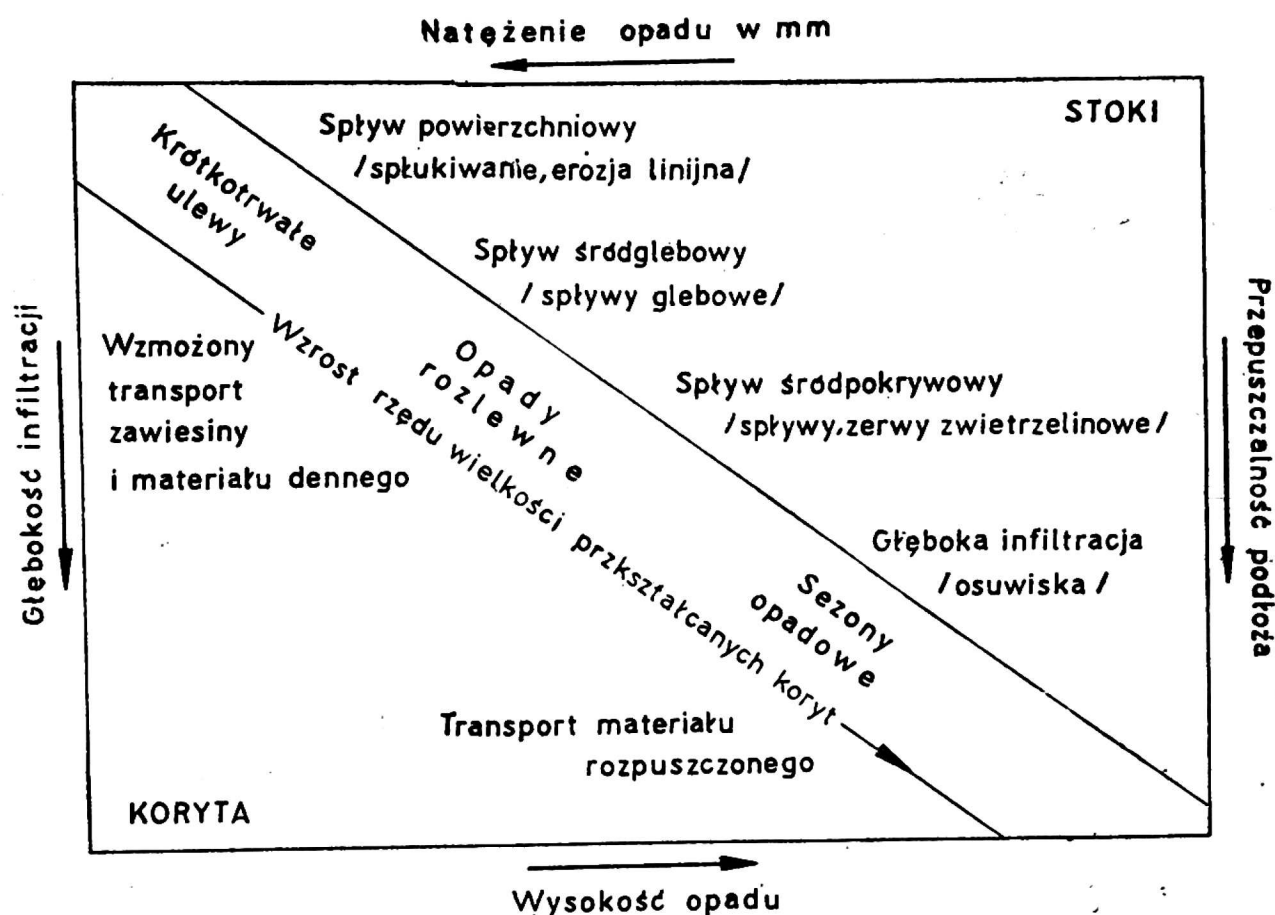 Natężenie opadu w mm
STOKI
Spływ powierzchniowy
/spłukiwanie, erozja linijna/
Krótkotrwałe
ulewy
Spływ śródglebowy
/spływy glebowe/
Głębokość infiltracji
Przepuszczalność podłoża
Wzmożony
transport
zawiesiny
i materiału dennego
Wzrost rzędu wielkości przkształcanych koryt
Opady
rozlewne
Spływ śródpokrywowy
/spływy, zerwy zwietrzelinowe/
Głęboka infiltracja
/osuwiska/
Sezony
opadowe
Transport materiału
rozpuszczonego
KORYTA
Wysokość opadu